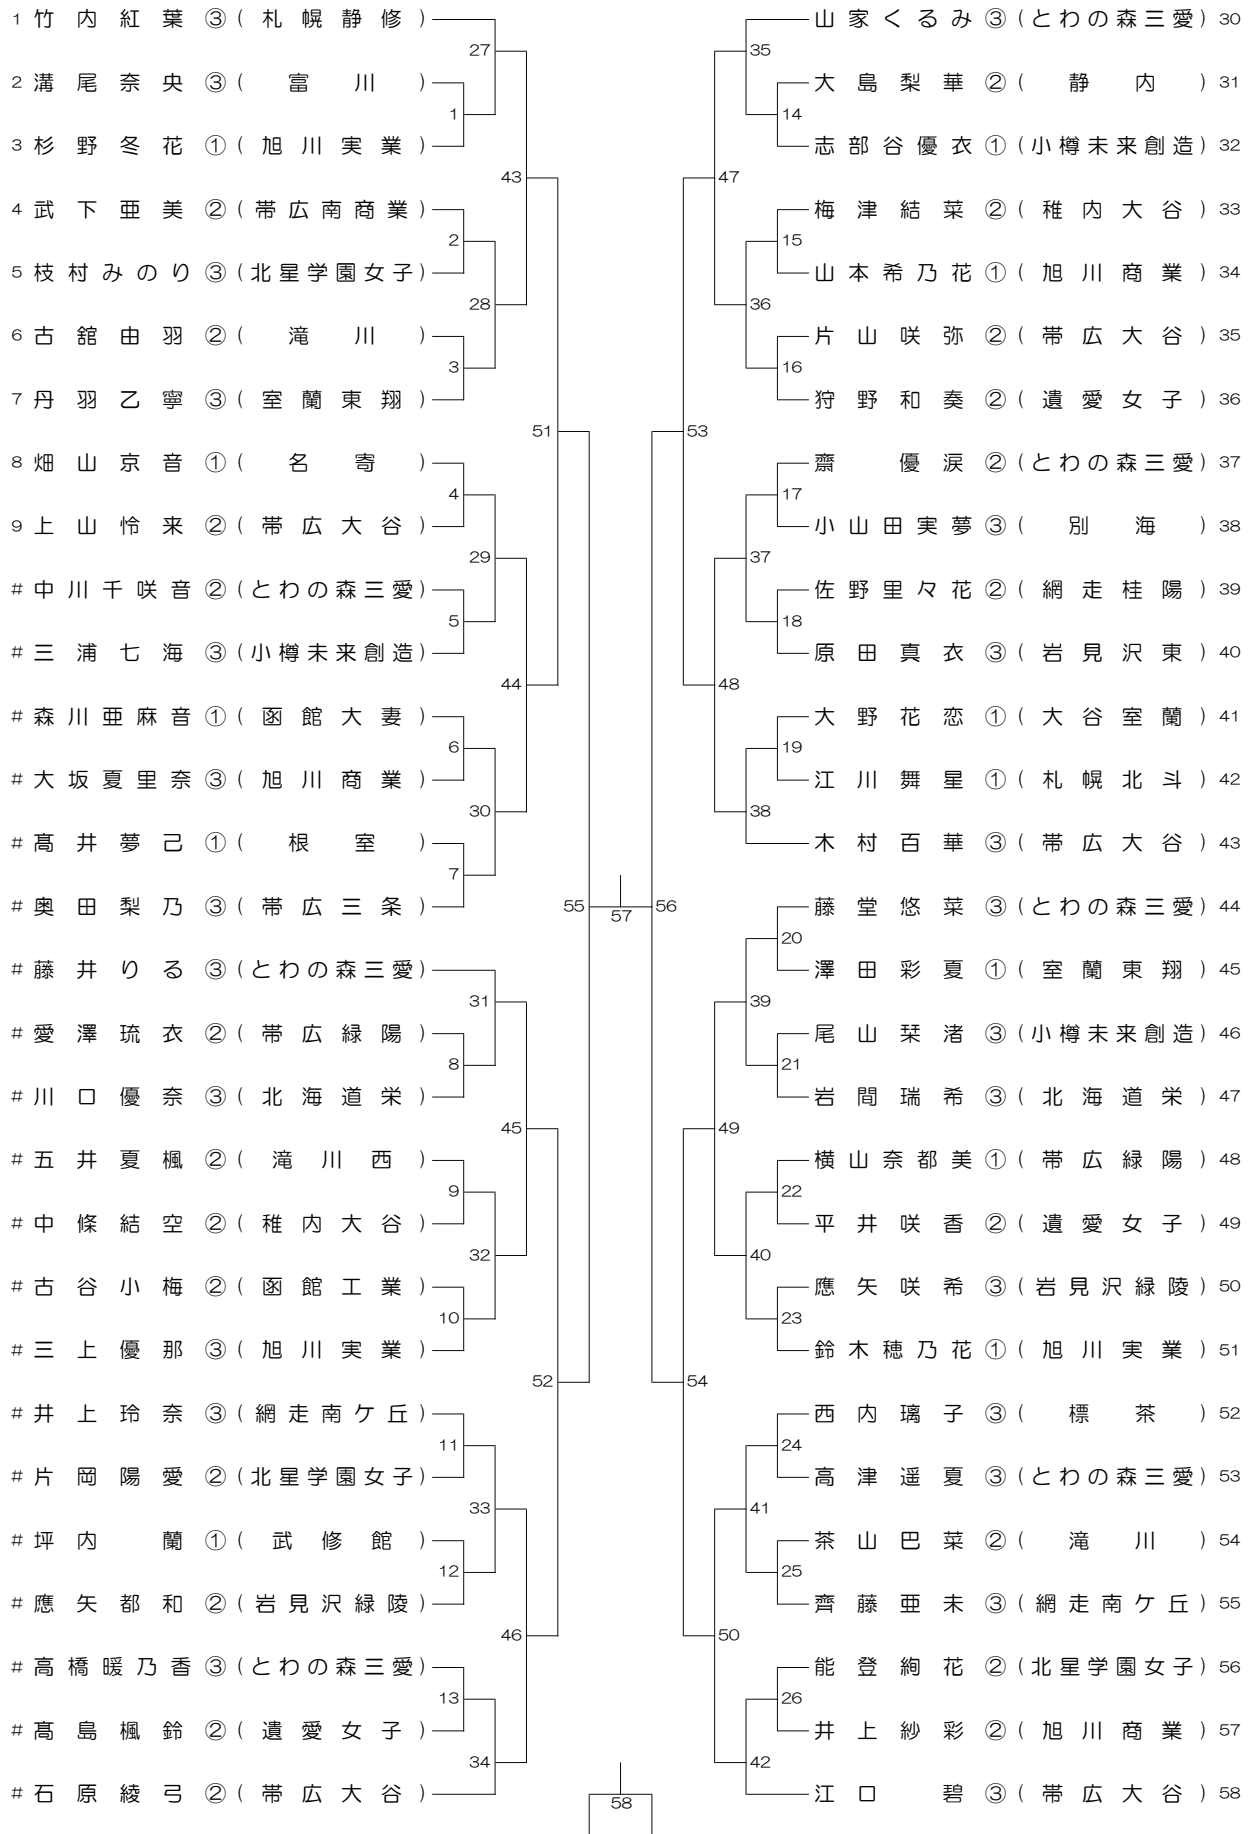 1 竹内紅葉 ③ ( 札幌静修 )
2 溝尾奈央 ③ ( 富川 )
3 杉野冬花 ① ( 旭川実業 )
4 武下亜美 ② ( 帯広南商業 )
5 枝村みのり ③ ( 北星学園女子 )
6 古舘由羽 ② ( 滝川 )
7 丹羽乙寧 ③ ( 室蘭東翔 )
8 畑山京音 ① ( 名寄 )
9 上山怜来 ② ( 帯広大谷 )
# 中川千咲音 ② ( とわの森三愛 )
# 三浦七海 ③ ( 小樽未来創造 )
# 森川亜麻音 ① ( 函館大妻 )
# 大坂夏里奈 ③ ( 旭川商業 )
# 髙井夢己 ① ( 根室 )
# 奥田梨乃 ③ ( 帯広三条 )
# 藤井りる ③ ( とわの森三愛 )
# 愛澤琉衣 ② ( 帯広緑陽 )
# 川口優奈 ③ ( 北海道栄 )
# 五井夏楓 ② ( 滝川西 )
# 中條結空 ② ( 稚内大谷 )
# 古谷小梅 ② ( 函館工業 )
# 三上優那 ③ ( 旭川実業 )
# 井上玲奈 ③ ( 網走南ケ丘 )
# 片岡陽愛 ② ( 北星学園女子 )
# 坪内 蘭 ① ( 武修館 )
# 應矢都和 ② ( 岩見沢緑陵 )
# 高橋暖乃香 ③ ( とわの森三愛 )
# 髙島楓鈴 ② ( 遺愛女子 )
# 石原綾弓 ② ( 帯広大谷 )
27
1
43
2
28
3
51
4
29
5
44
6
30
7
55
31
8
45
9
32
10
52
11
33
12
46
13
34
57
58
35
14
47
15
36
16
53
17
37
18
48
19
38
56
20
39
21
49
22
40
23
54
24
41
25
50
26
42
山家くるみ ③ ( とわの森三愛 ) 30
大島梨華 ② ( 静内 ) 31
志部谷優衣 ① ( 小樽未来創造 ) 32
梅津結菜 ② ( 稚内大谷 ) 33
山本希乃花 ① ( 旭川商業 ) 34
片山咲弥 ② ( 帯広大谷 ) 35
狩野和奏 ② ( 遺愛女子 ) 36
齋 優涙 ② ( とわの森三愛 ) 37
小山田実夢 ③ ( 別海 ) 38
佐野里々花 ② ( 網走桂陽 ) 39
原田真衣 ③ ( 岩見沢東 ) 40
大野花恋 ① ( 大谷室蘭 ) 41
江川舞星 ① ( 札幌北斗 ) 42
木村百華 ③ ( 帯広大谷 ) 43
藤堂悠菜 ③ ( とわの森三愛 ) 44
澤田彩夏 ① ( 室蘭東翔 ) 45
尾山栞渚 ③ ( 小樽未来創造 ) 46
岩間瑞希 ③ ( 北海道栄 ) 47
横山奈都美 ① ( 帯広緑陽 ) 48
平井咲香 ② ( 遺愛女子 ) 49
應矢咲希 ③ ( 岩見沢緑陵 ) 50
鈴木穂乃花 ① ( 旭川実業 ) 51
西内璃子 ③ ( 標茶 ) 52
高津遥夏 ③ ( とわの森三愛 ) 53
茶山巴菜 ② ( 滝川 ) 54
齊藤亜未 ③ ( 網走南ケ丘 ) 55
能登絢花 ② ( 北星学園女子 ) 56
井上紗彩 ② ( 旭川商業 ) 57
江口 碧 ③ ( 帯広大谷 ) 58